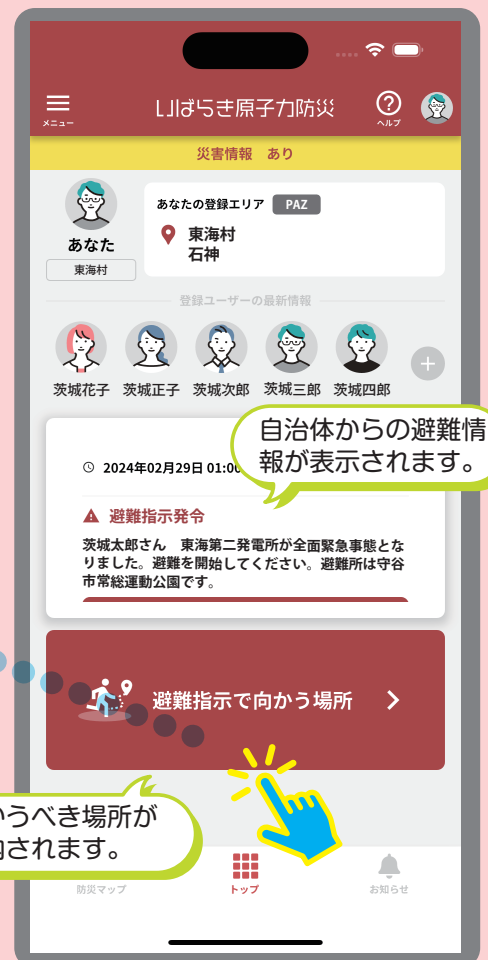 メニュー
いばらき原子力防災
ヘルプ
災害情報 あり
あなた
東海村
あなたの登録エリア PAZ
東海村
石神
登録ユーザーの最新情報
茨城花子 茨城正子 茨城次郎 茨城三郎 茨城四郎
自治体からの避難情
報が表示されます。
2024年02月29日 01:00
避難指示発令
茨城太郎さん 東海第二発電所が全面緊急事態とな
りました。避難を開始してください。避難所は守谷
市常総運動公園です。
避難指示で向かう場所
うべき場所が
されます。
防災マップ
トップ
お知らせ